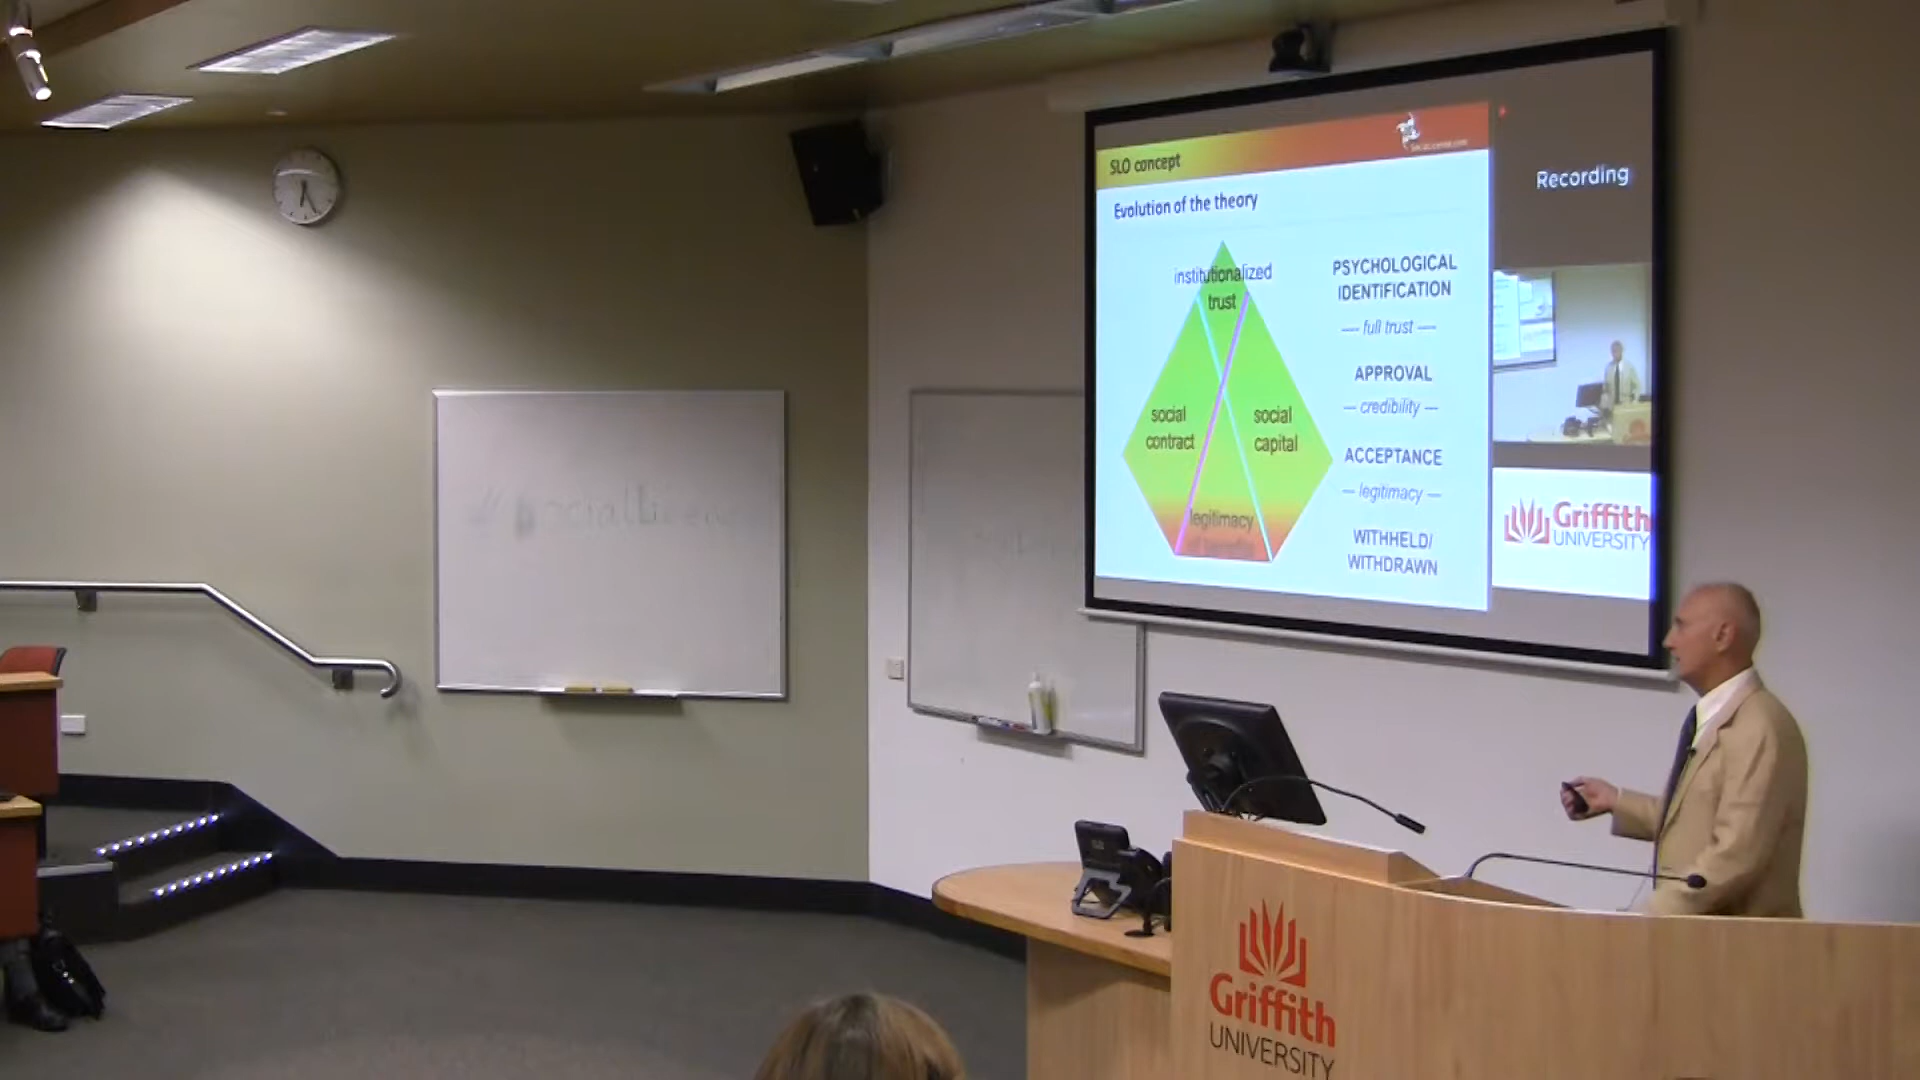 SLO concept
Evolution of the theory
institutionalized
trust
social
contract
social
capital
legitimacy
PSYCHOLOGICAL
IDENTIFICATION
— full trust —
APPROVAL
— credibility —
ACCEPTANCE
— legitimacy —
WITHHELD/
WITHDRAWN
Recording
Griffith
UNIVERSITY
Griffith
UNIVERSITY